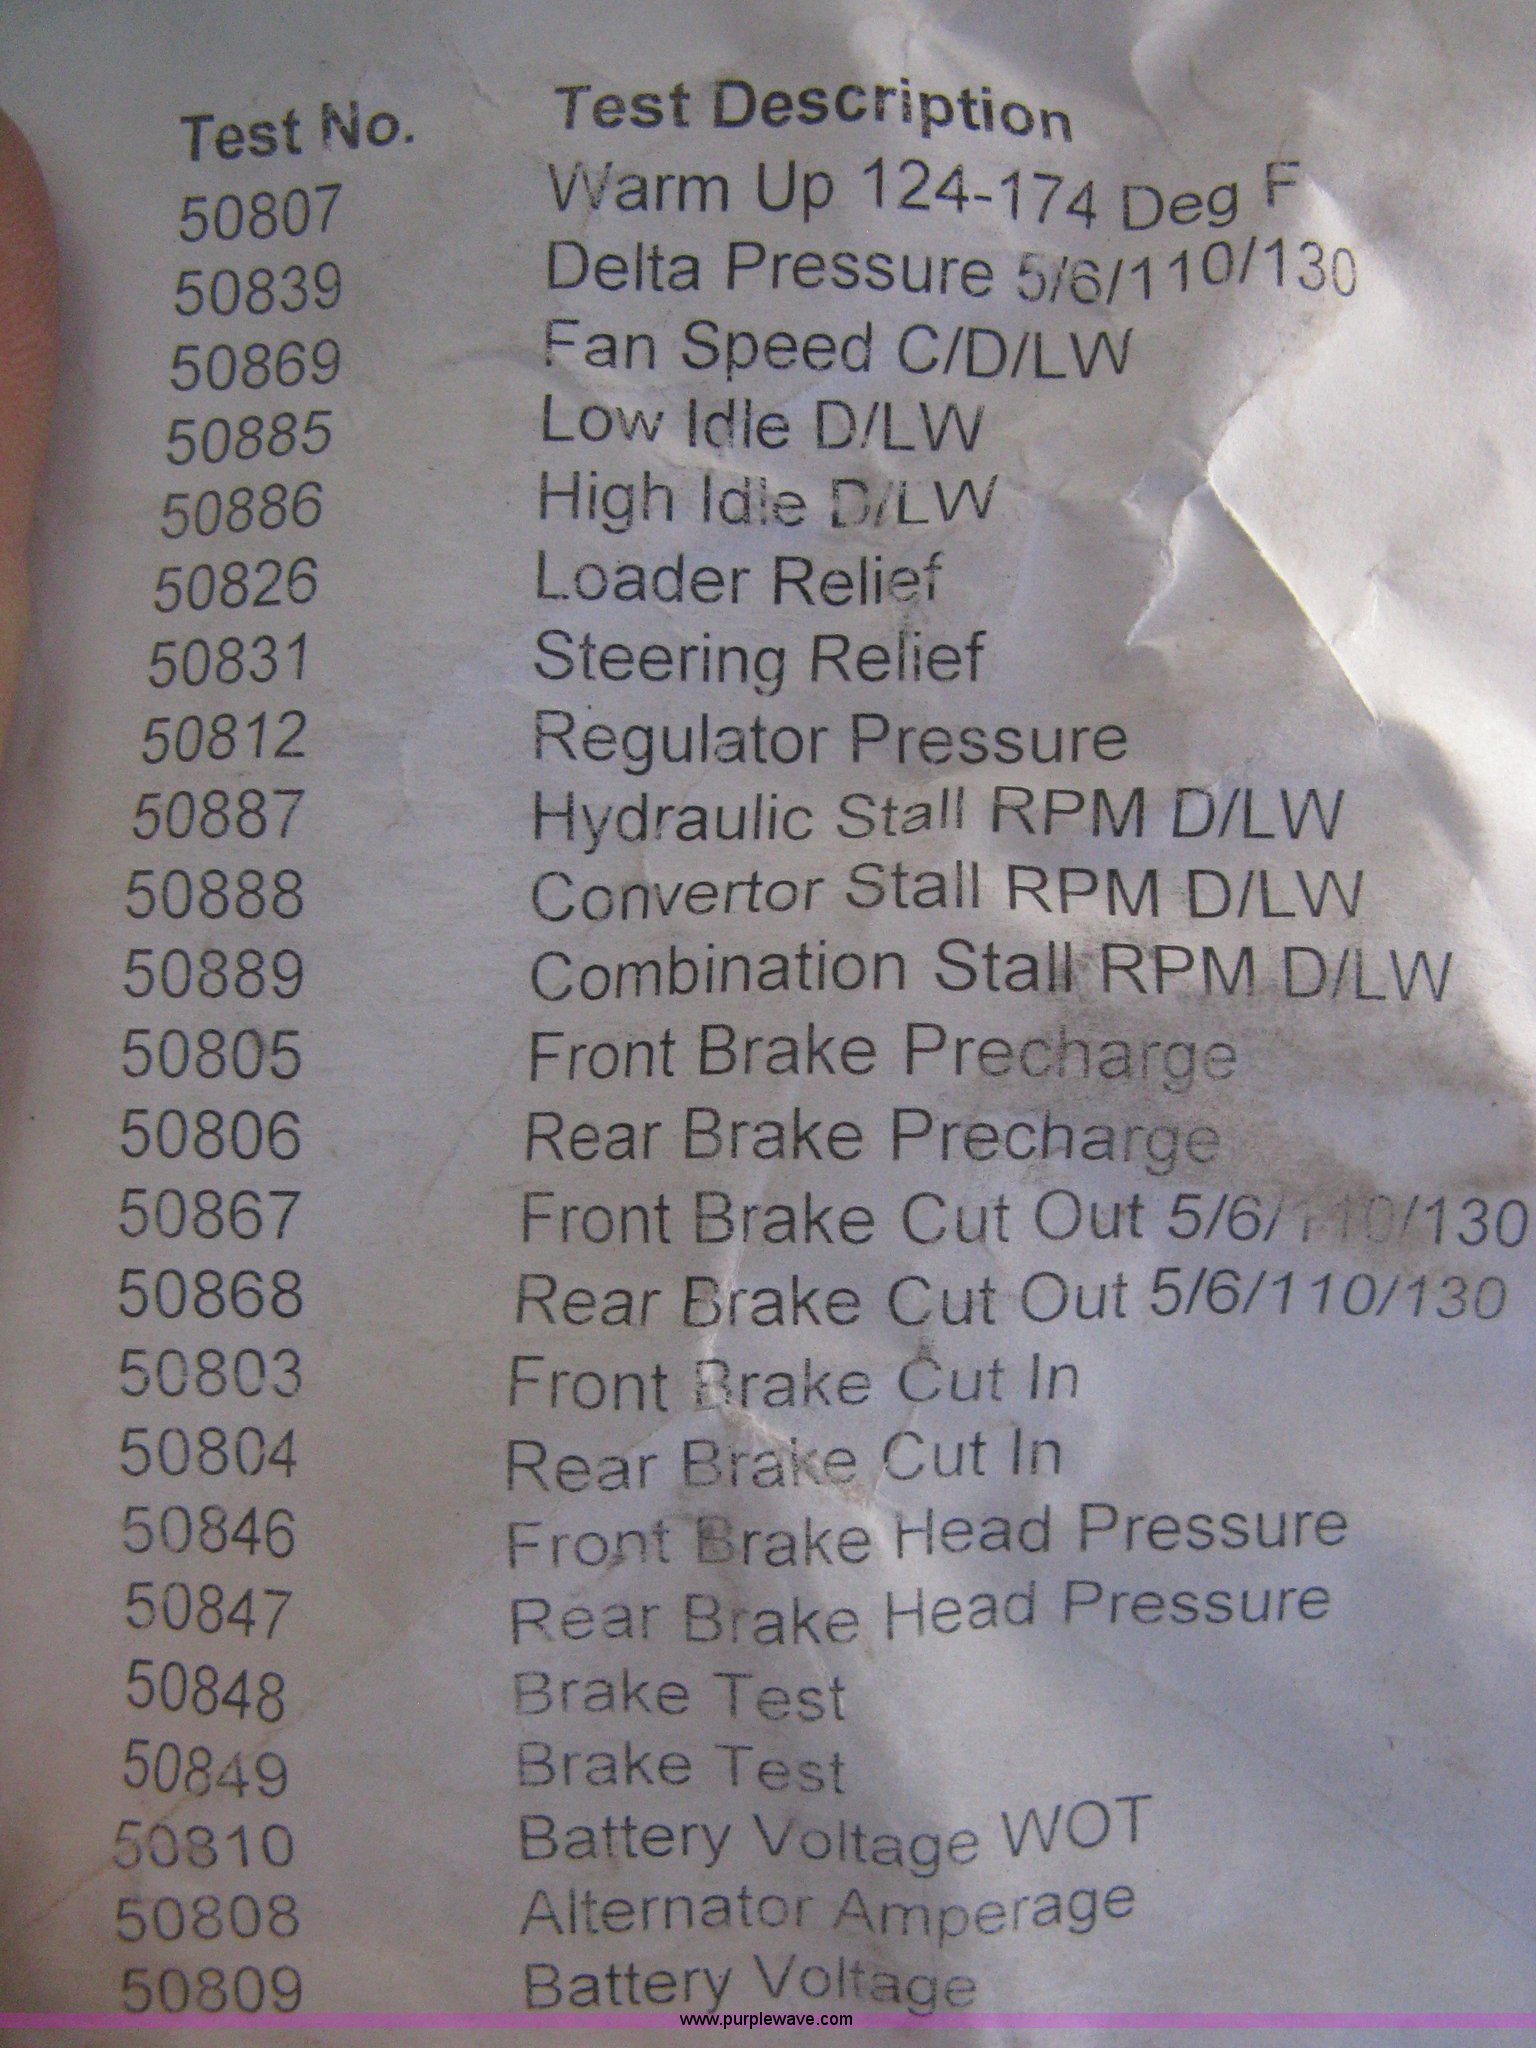 Test No. Test Description
50807 Warm Up 124-174 Deg F
50839 Delta Pressure 5/6/110/130
50869 Fan Speed C/D/LW
50885 Low Idle D/LW
50886 High Idle D/LW
50826 Loader Relief
50831 Steering Relief
50812 Regulator Pressure
50887 Hydraulic Stall RPM D/LW
50888 Convertor Stall RPM D/LW
50889 Combination Stall RPM D/LW
50805 Front Brake Precharge
50806 Rear Brake Precharge
50867 Front Brake Cut Out 5/6/110/130
50868 Rear Brake Cut Out 5/6/110/130
50803 Front Brake Cut In
50804 Rear Brake Cut In
50846 Front Brake Head Pressure
50847 Rear Brake Head Pressure
50848 Brake Test
50849 Brake Test
50810 Battery Voltage WOT
50808 Alternator Amperage
50809 Battery Voltage
www.purplewave.com